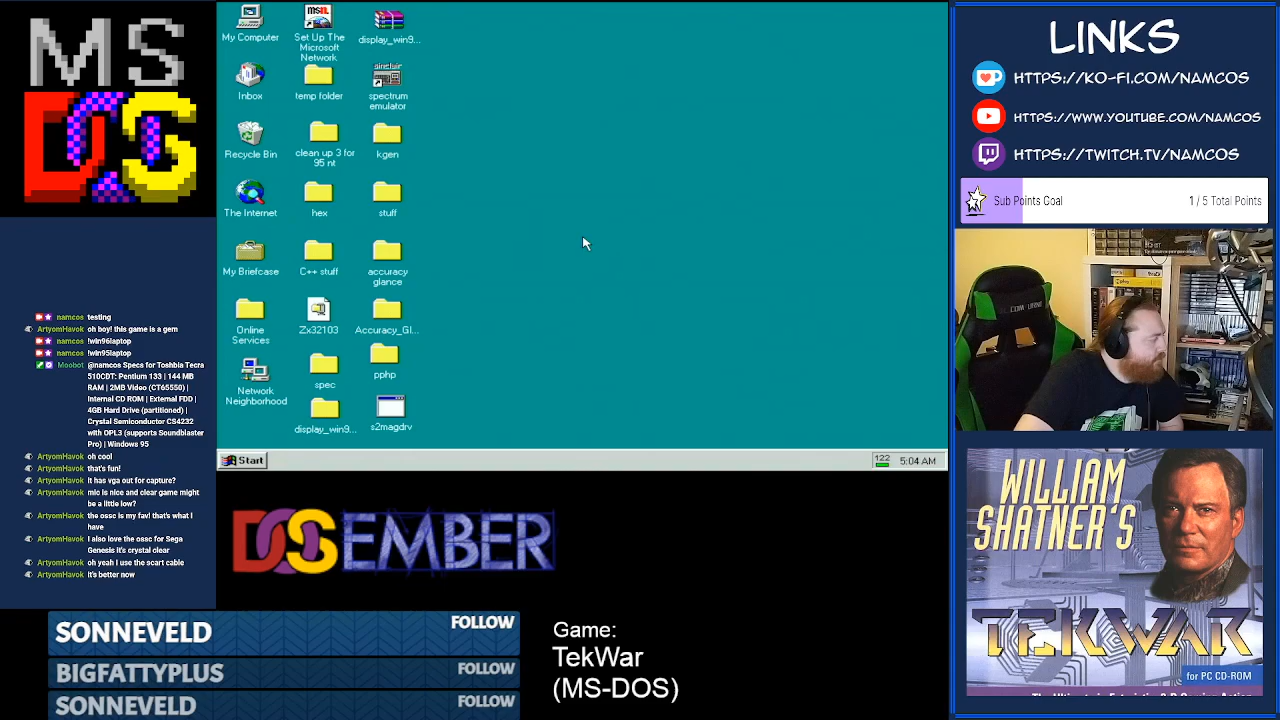 MS
DOS
My Computer
Set Up The
Microsoft
Network
display_win9...
Inbox
temp folder
sinclair
spectrum
emulator
Recycle Bin
clean up 3 for
95 nt
kgen
The Internet
hex
stuff
My Briefcase
C++ stuff
accuracy
glance
Online
Services
Zx32103
Accuracy_Gl...
Network
Neighborhood
spec
pphp
display_win9...
s2magdrv
Start
122
5:04 AM
namcos testing
ArtyomHavok oh boy! this game is a gem
namcos !win96laptop
namcos !win95laptop
Moobot @namcos Specs for Toshbia Tecra
510CDT: Pentium 133 | 144 MB
RAM | 2MB Video (CT65550) |
Internal CD ROM | External FDD |
4GB Hard Drive (partitioned) |
Crystal Semiconductor CS4232
with OPL3 (supports Soundblaster
Pro) | Windows 95
ArtyomHavok oh cool
ArtyomHavok that's fun!
ArtyomHavok it has vga out for capture?
ArtyomHavok mic is nice and clear game might
be a little low?
ArtyomHavok the ossc is my fav! that's what I
have
ArtyomHavok I also love the ossc for Sega
Genesis it's crystal clear
ArtyomHavok oh yeah I use the scart cable
ArtyomHavok It's better now
DOSEMBER
SONNEVELD FOLLOW
BIGFATTYPLUS FOLLOW
SONNEVELD FOLLOW
Game:
TekWar
(MS-DOS)
LINKS
HTTPS://KO-FI.COM/NAMCOS
HTTPS://WWW.YOUTUBE.COM/NAMCOS
HTTPS://TWITCH.TV/NAMCOS
Sub Points Goal 1 / 5 Total Points
WILLIAM
SHATNER'S
TEKWAR
for PC CD-ROM